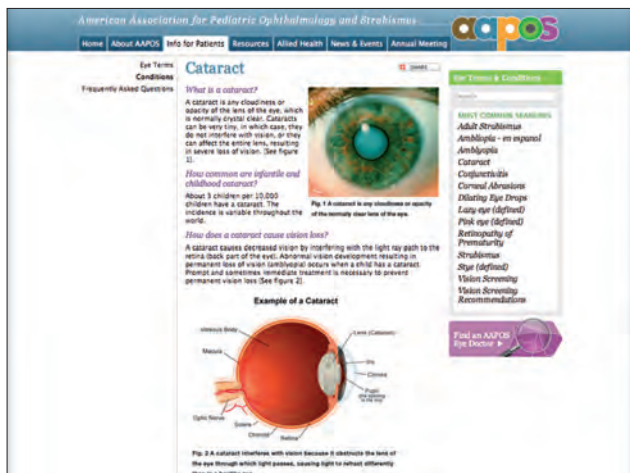 American Association for Pediatric Ophthalmology and Strabismus
aapos
Home
About AAPOS
Info for Patients
Resources
Allied Health
News & Events
Annual Meeting
Eye Terms
Conditions
Frequently Asked Questions
Cataract
SHARE
What is a cataract?
A cataract is any cloudiness or
opacity of the lens of the eye, which
is normally crystal clear. Cataracts
can be very tiny, in which case, they
do not interfere with vision, or they
can affect the entire lens, resulting
in severe loss of vision. [See figure
1].
Fig. 1 A cataract is any cloudiness or opacity
of the normally clear lens of the eye.
How common are infantile and
childhood cataract?
About 3 children per 10,000
children have a cataract. The
incidence is variable throughout the
world.
How does a cataract cause vision loss?
A cataract causes decreased vision by interfering with the light ray path to the
retina (back part of the eye). Abnormal vision development resulting in
permanent loss of vision (amblyopia) occurs when a child has a cataract.
Prompt and sometimes immediate treatment is necessary to prevent
permanent vision loss [See figure 2].
Example of a Cataract
Vitreous Body
Macula
Optic Nerve
Sclera
Choroid
Retina
Lens (Cataract)
Iris
Cornea
Pupil
Fig. 2 A cataract interferes with vision because it obstructs the lens of
the eye through which light passes, causing light to refract differently
Eye Terms & Conditions
MOST COMMON SEARCHES
Adult Strabismus
Ambliopia - en espanol
Amblyopia
Cataract
Conjunctivitis
Corneal Abrasions
Dilating Eye Drops
Lazy eye (defined)
Pink eye (defined)
Retinopathy of
Prematurity
Strabismus
Stye (defined)
Vision Screening
Vision Screening
Recommendations
Find an AAPOS
Eye Doctor